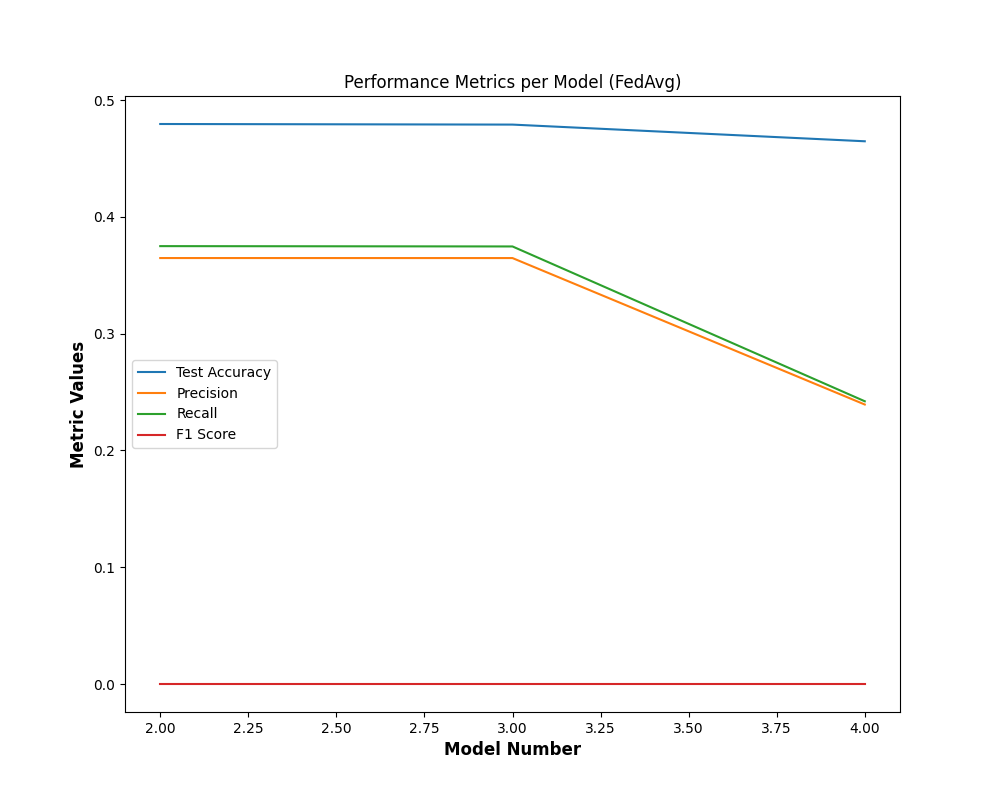 Performance Metrics per Model (FedAvg)
0.5
0.4
0.3
0.2
0.1
0.0
Metric Values
Test Accuracy
Precision
Recall
F1 Score
2.00 2.25 2.50 2.75 3.00 3.25 3.50 3.75 4.00
Model Number